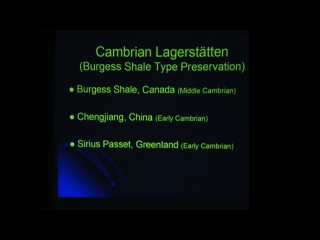 Cambrian Lagerstätten
(Burgess Shale Type Preservation)
• Burgess Shale, Canada (Middle Cambrian)
• Chengjiang, China (Early Cambrian)
• Sirius Passet, Greenland (Early Cambrian)